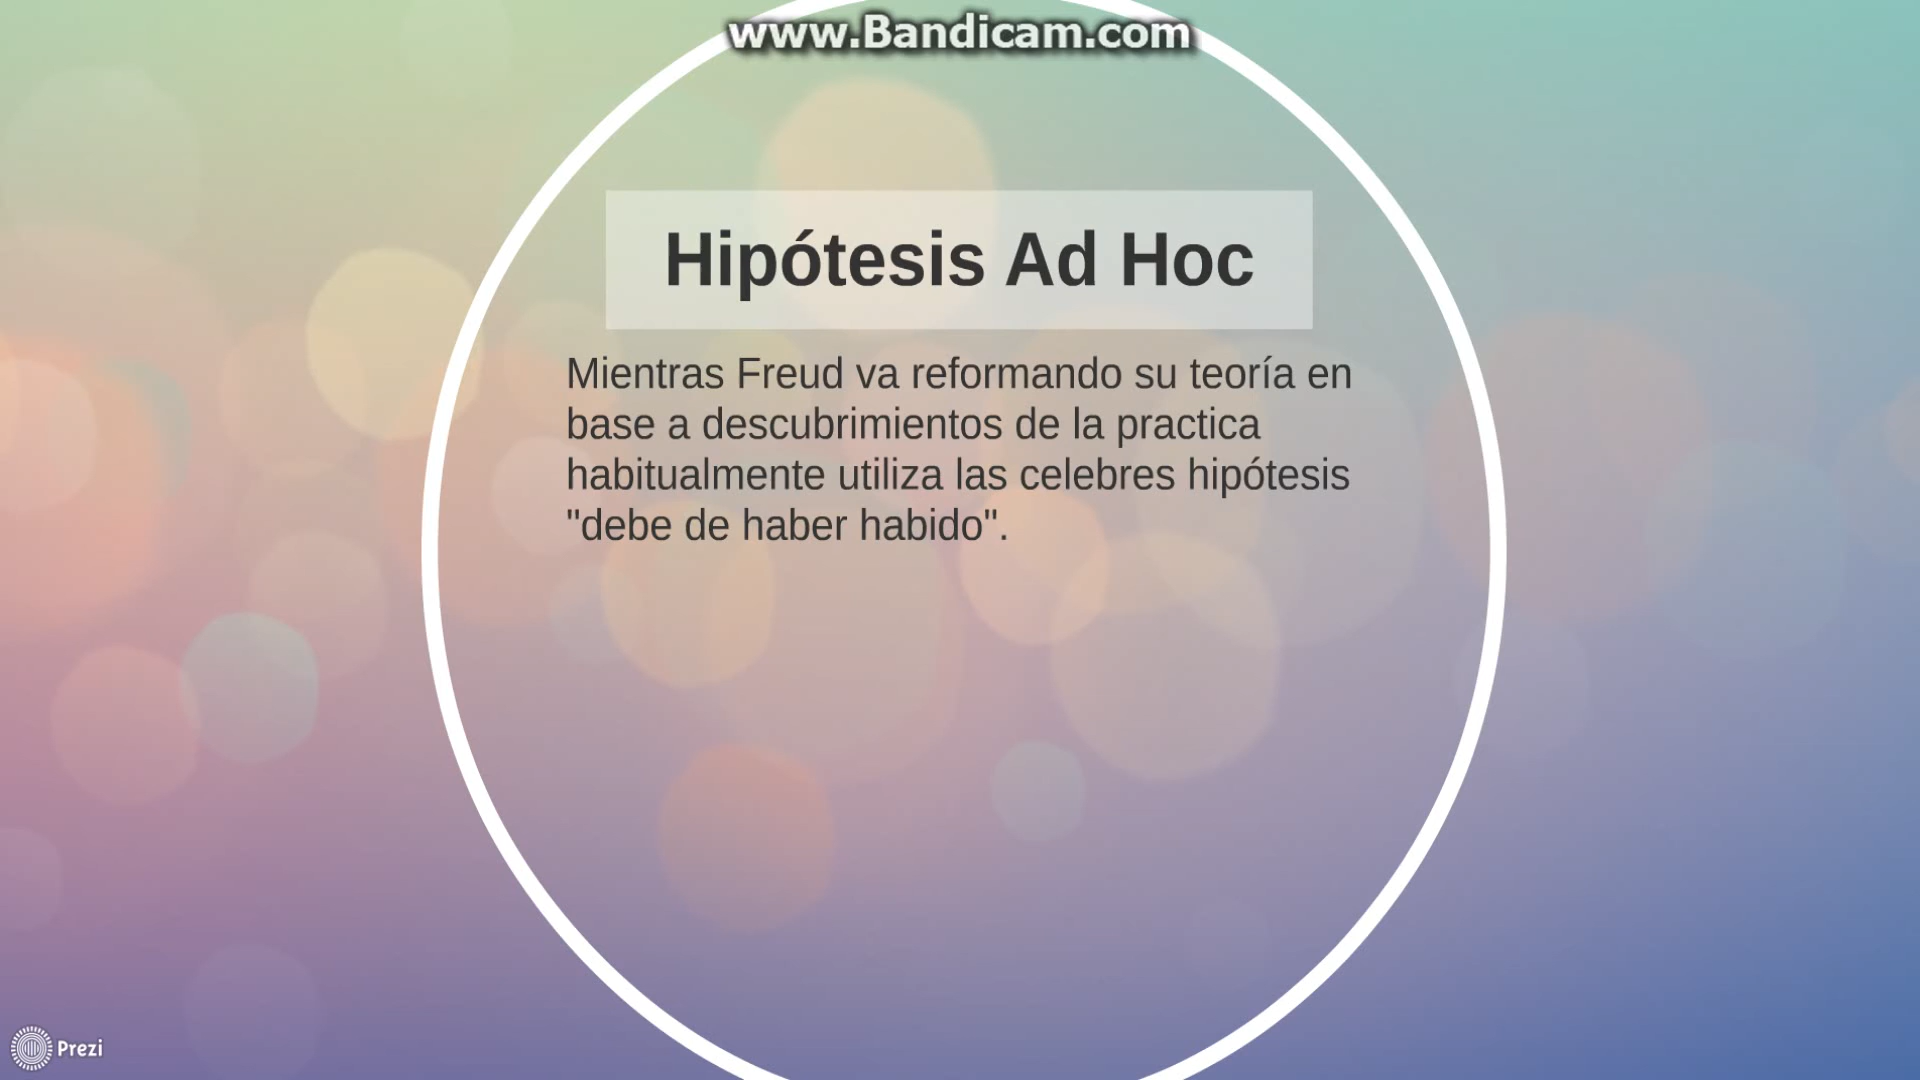 www.Bandicam.com
Hipótesis Ad Hoc
Mientras Freud va reformando su teoría en
base a descubrimientos de la practica
habitualmente utiliza las celebres hipótesis
"debe de haber habido".
Prezi